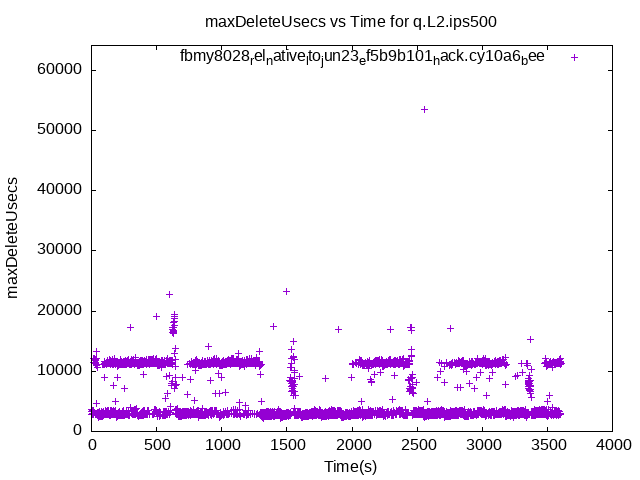 maxDeleteUsecs vs Time for q.L2.ips500
fbmy8028relnativeltojun23ef5b9b101hack.cy10a6bee
60000
50000
40000
30000
20000
10000
0
maxDeleteUsecs
0 500 1000 1500 2000 2500 3000 3500 4000
Time(s)